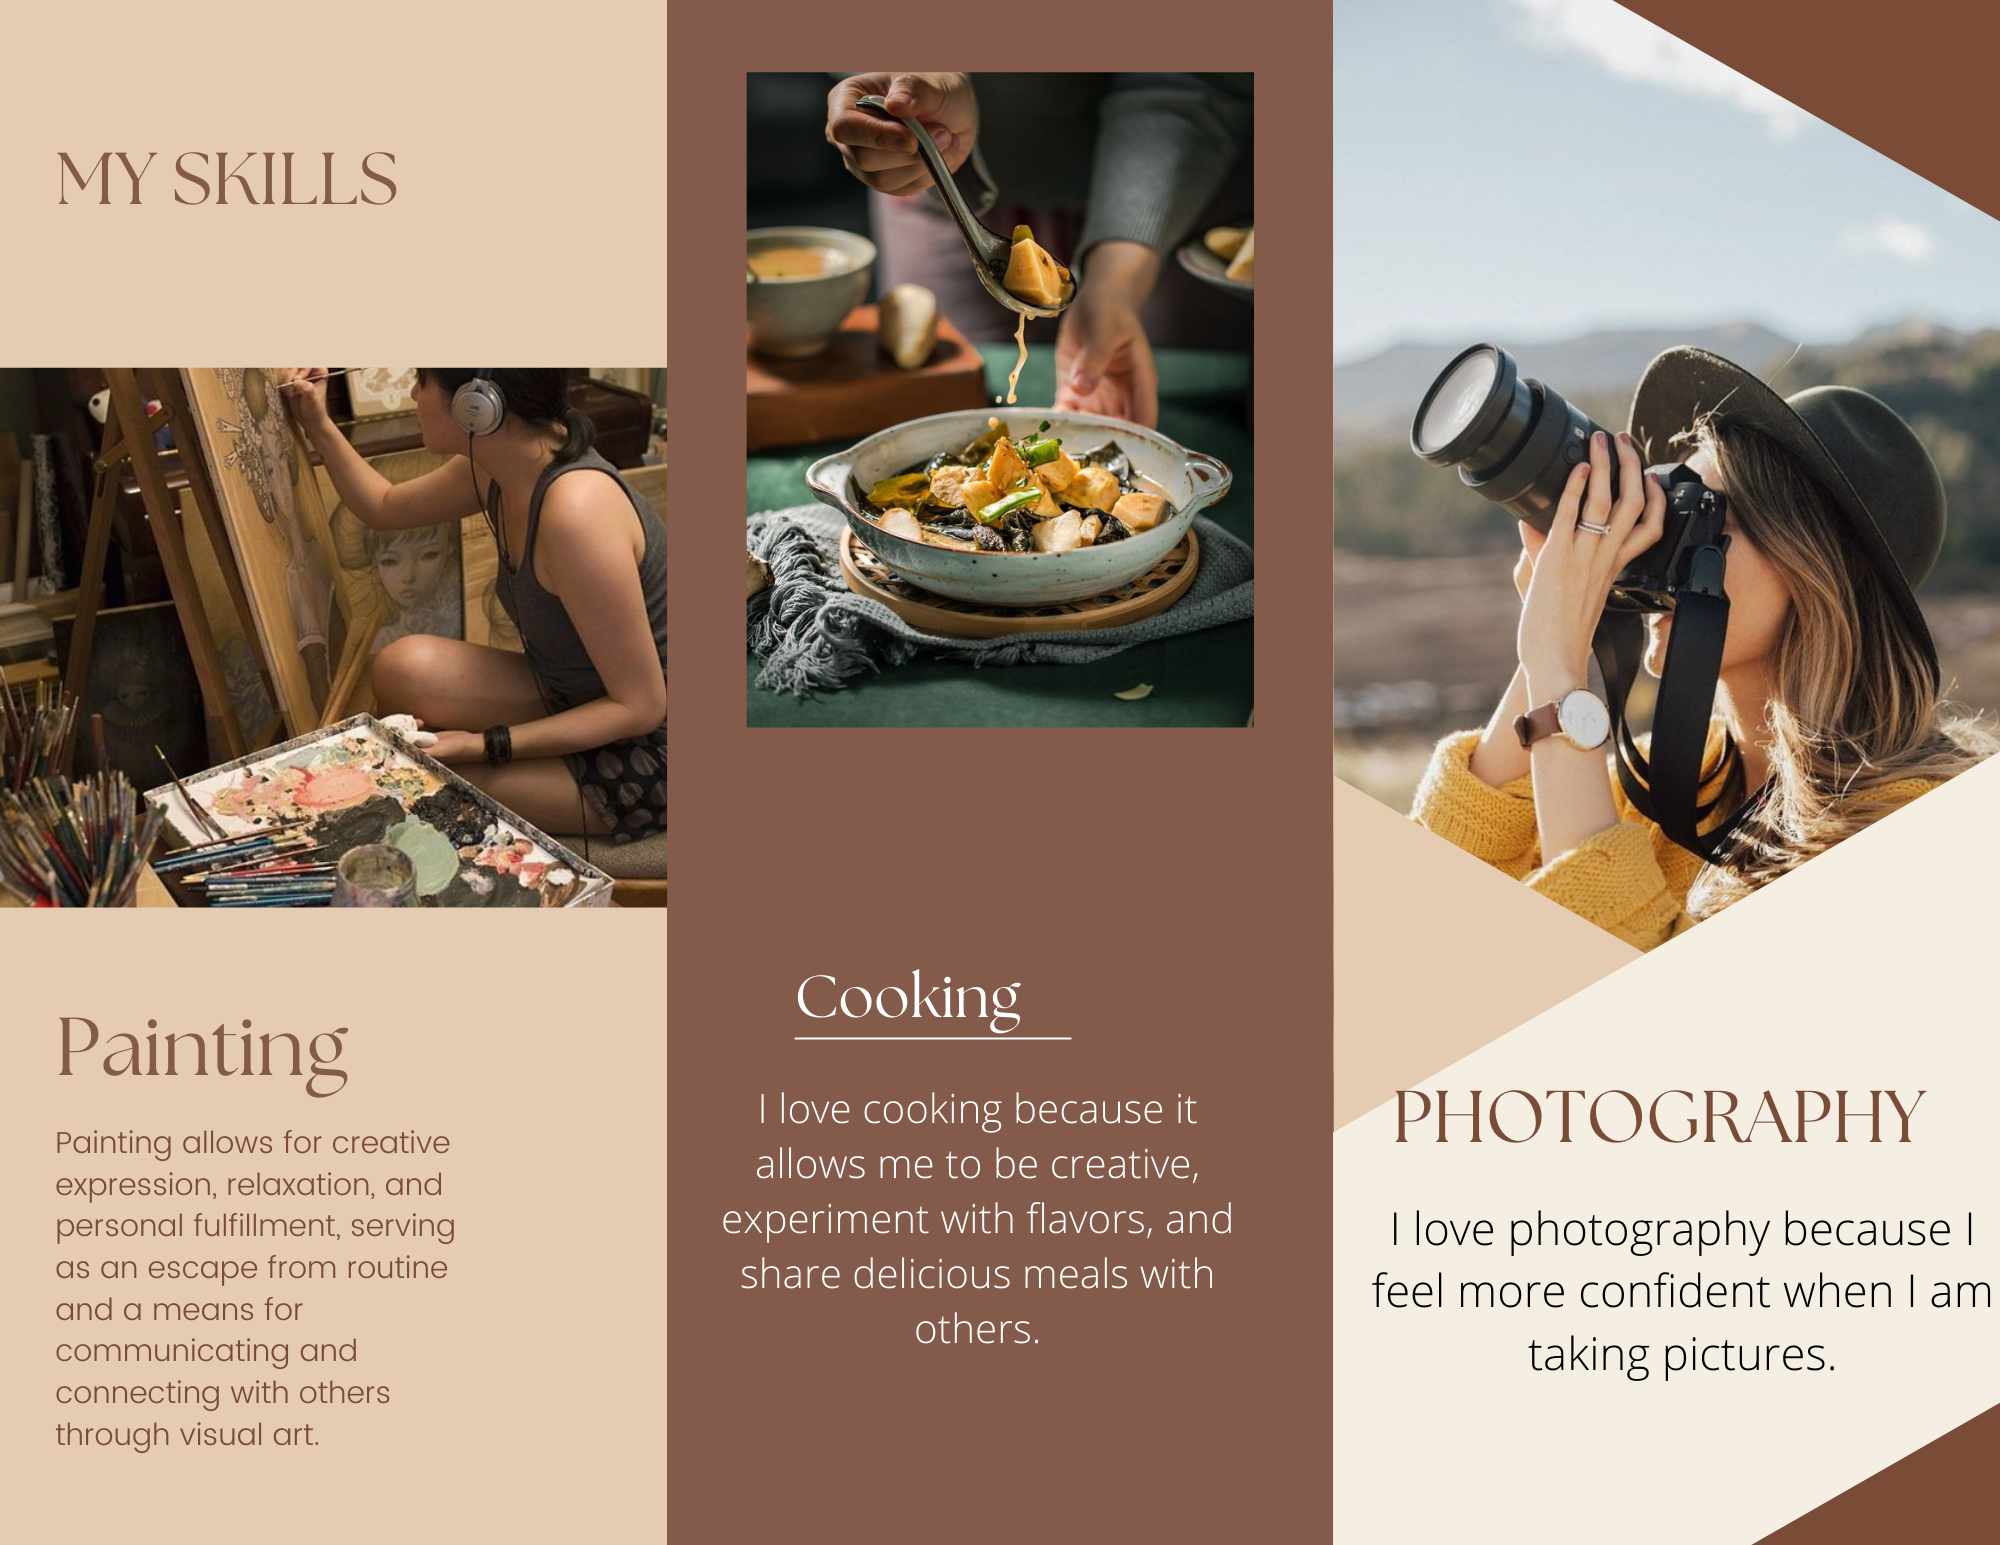 MY SKILLS
Painting
Painting allows for creative
expression, relaxation, and
personal fulfillment, serving
as an escape from routine
and a means for
communicating and
connecting with others
through visual art.
Cooking
I love cooking because it
allows me to be creative,
experiment with flavors, and
share delicious meals with
others.
PHOTOGRAPHY
I love photography because I
feel more confident when I am
taking pictures.